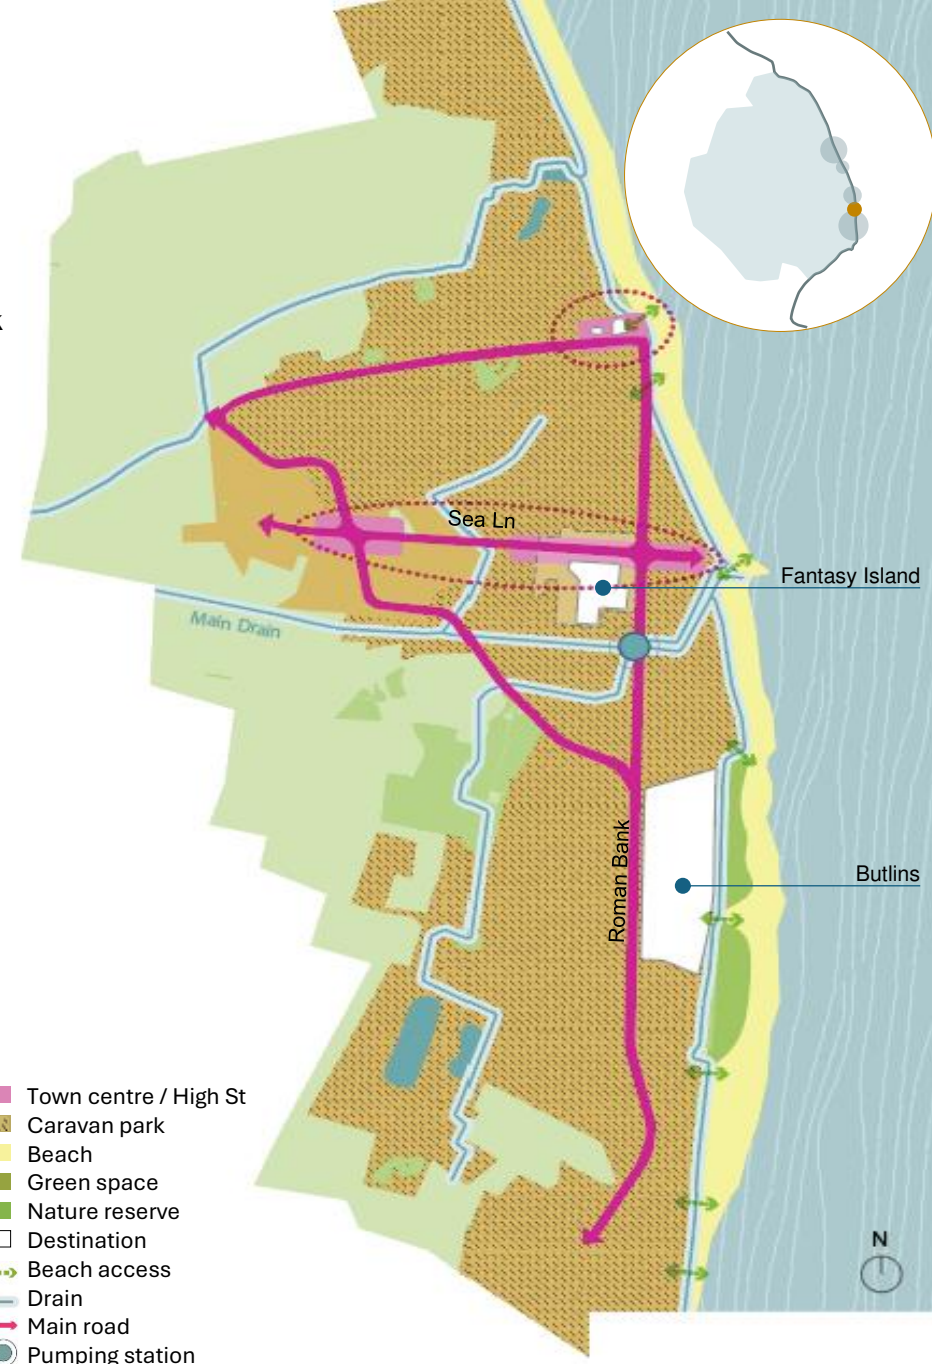 Sea Ln
Fantasy Island
Main Drain
Roman Bank
Butlins
Town centre / High St
Caravan park
Beach
Green space
Nature reserve
Destination
Beach access
Drain
Main road
Pumping station
N